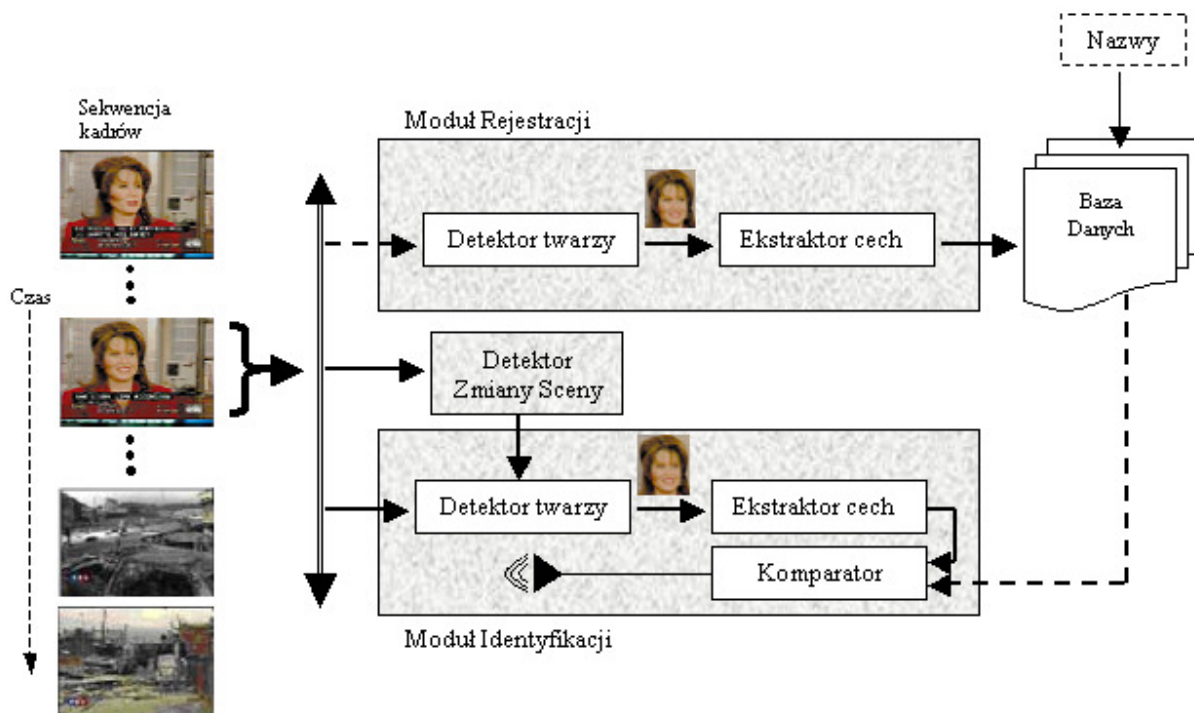 Nazwy
Sekwencja
kadrów
Moduł Rejestracji
Detektor twarzy
Ekstraktor cech
Baza
Danych
Czas
Detektor
Zmiany Sceny
Detektor twarzy
Ekstraktor cech
Komparator
Moduł Identyfikacji